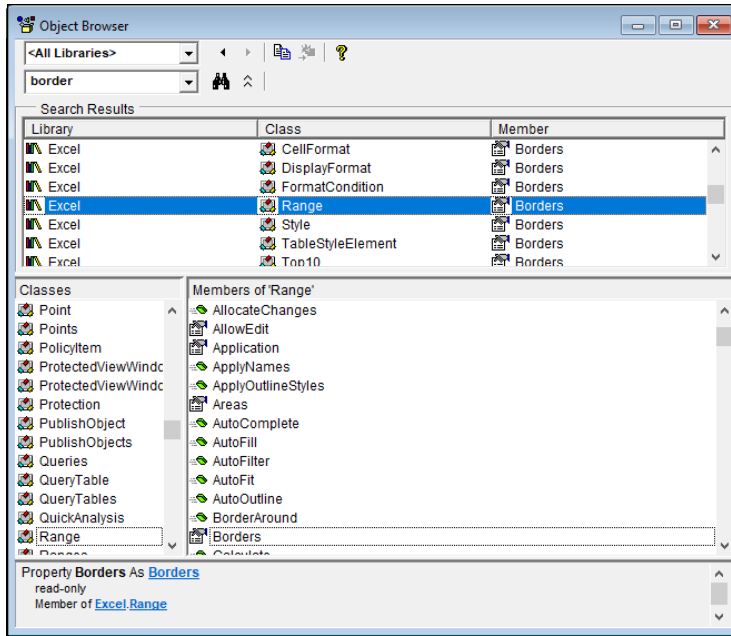 Object Browser
<All Libraries>
border
Search Results
Library Class Member
Excel CellFormat Borders
Excel DisplayFormat Borders
Excel FormatCondition Borders
Excel Range Borders
Excel Style Borders
Excel TableStyleElement Borders
Excel Top10 Borders
Classes Members of 'Range'
Point AllocateChanges
Points AllowEdit
PolicyItem Application
ProtectedViewWindo ApplyNames
ProtectedViewWindo ApplyOutlineStyles
Protection Areas
PublishObject AutoComplete
PublishObjects AutoFill
Queries AutoFilter
QueryTable AutoFit
QueryTables AutoOutline
QuickAnalysis BorderAround
Range Borders
Ranges Calculate
Property Borders As Borders
read-only
Member of Excel.Range